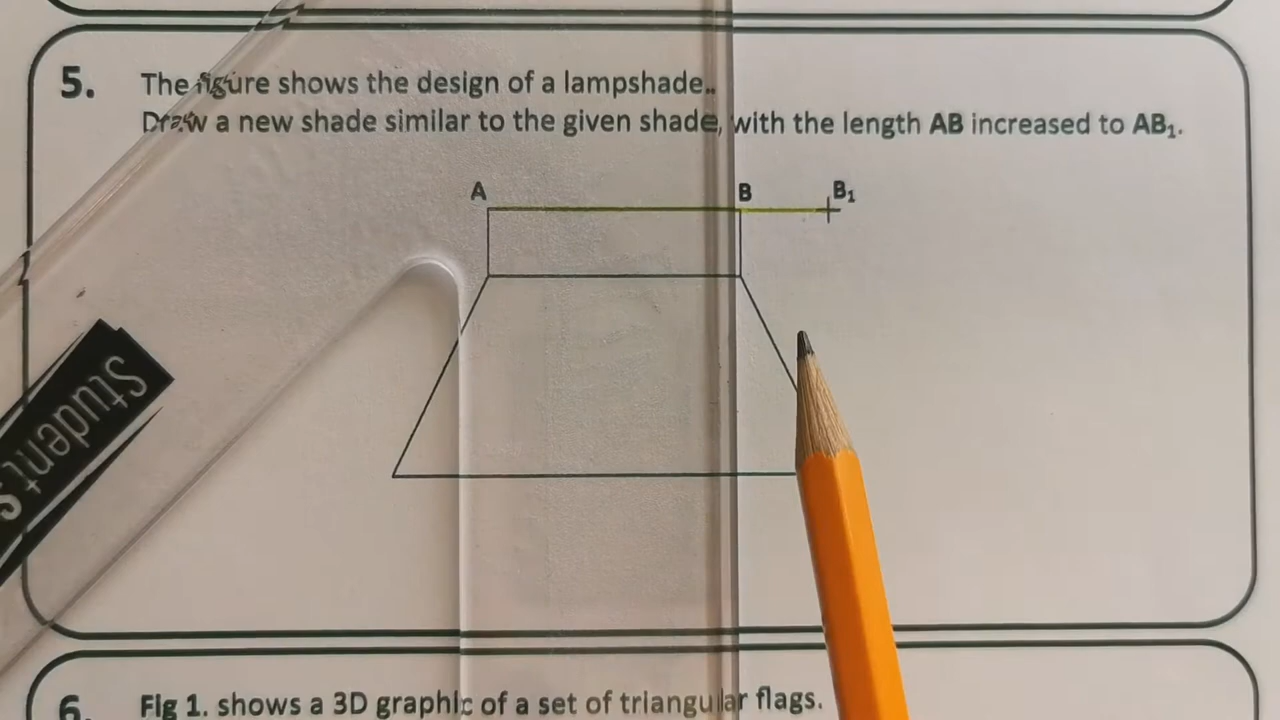 5. The figure shows the design of a lampshade..
Draw a new shade similar to the given shade, with the length AB increased to AB₁.
A B B₁
Student's
6. Fig 1. shows a 3D graphic of a set of triangular flags.